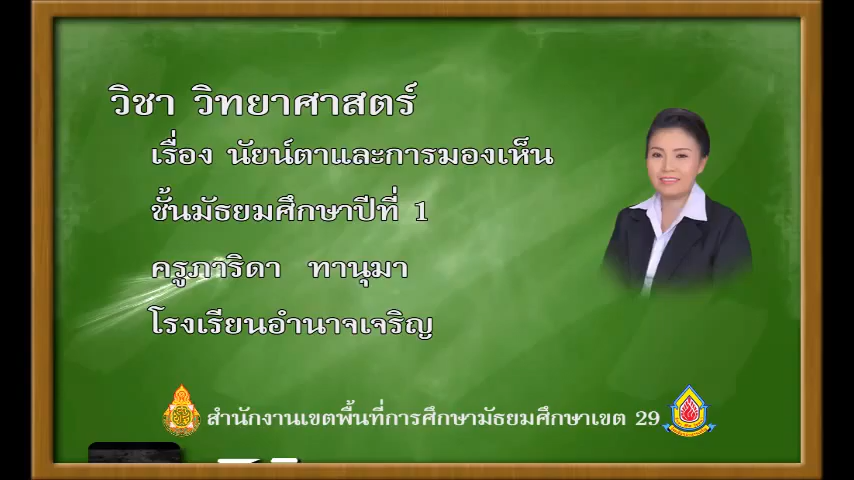 วิชา วิทยาศาสตร์
เรื่อง นัยน์ตาและการมองเห็น
ชั้นมัธยมศึกษาปีที่ 1
ครูภาริดา ทานุมา
โรงเรียนอำนาจเจริญ
สำนักงานเขตพื้นที่การศึกษามัธยมศึกษาเขต 29